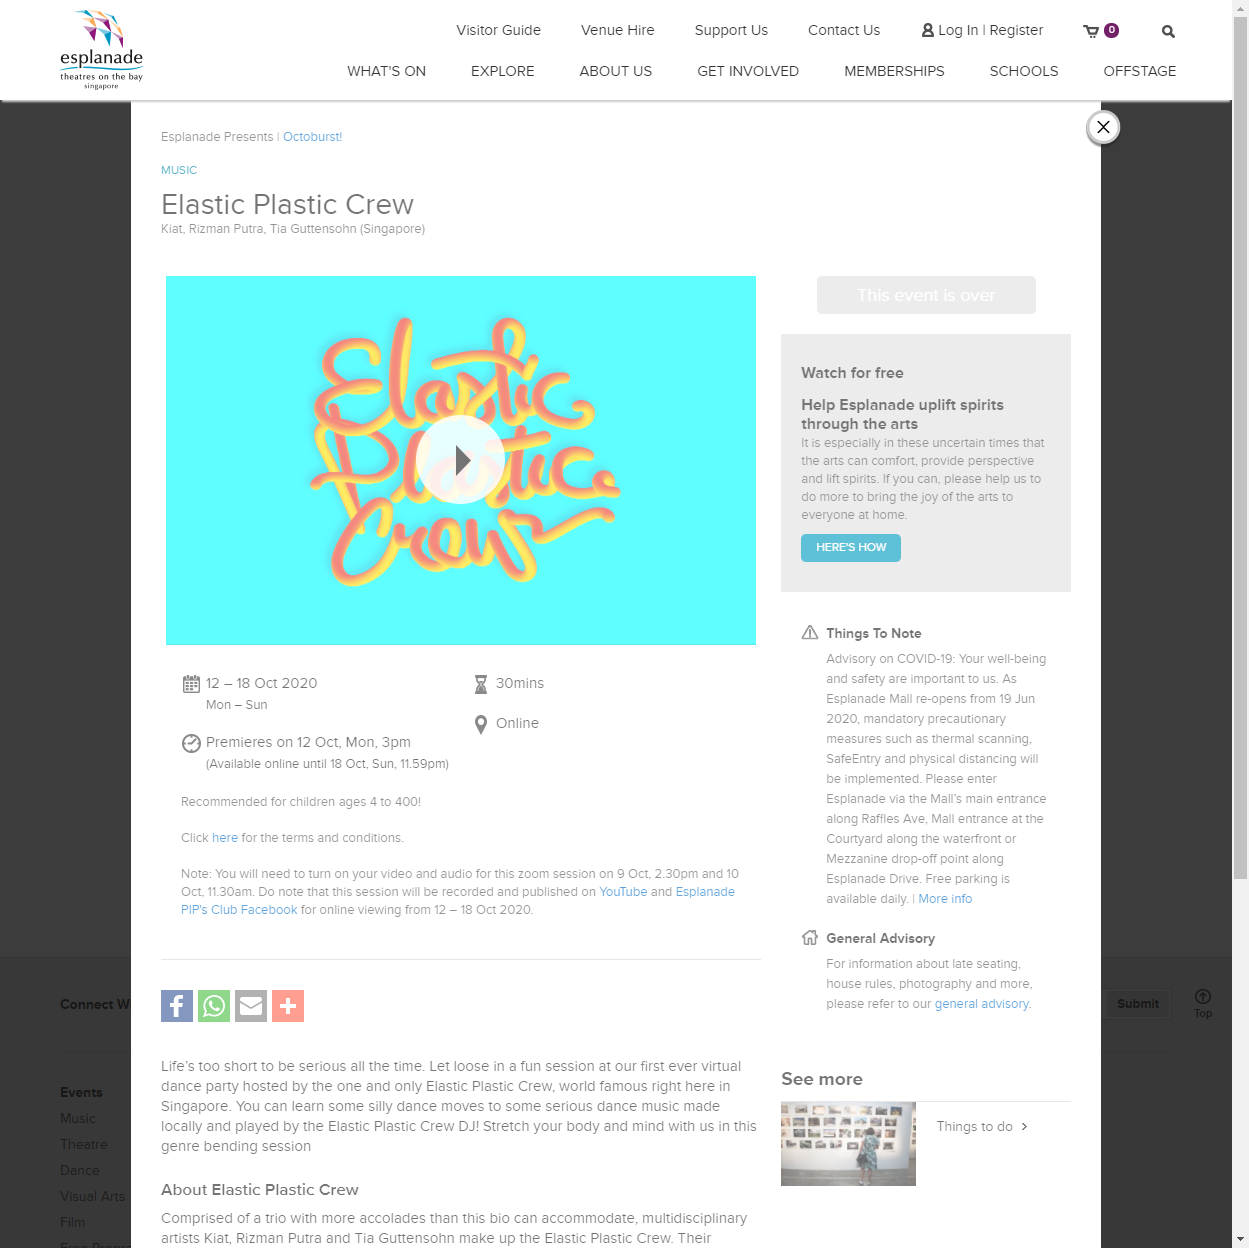 esplanade
theatres on the bay
singapore
Visitor Guide
Venue Hire
Support Us
Contact Us
Log In | Register
0
WHAT'S ON
EXPLORE
ABOUT US
GET INVOLVED
MEMBERSHIPS
SCHOOLS
OFFSTAGE
Esplanade Presents | Octoburst!
MUSIC
Elastic Plastic Crew
Kiat, Rizman Putra, Tia Guttensohn (Singapore)
Elastic
Plastic
Crew
12 – 18 Oct 2020
Mon – Sun
Premieres on 12 Oct, Mon, 3pm
(Available online until 18 Oct, Sun, 11.59pm)
30mins
Online
Recommended for children ages 4 to 400!
Click here for the terms and conditions.
Note: You will need to turn on your video and audio for this zoom session on 9 Oct, 2.30pm and 10
Oct, 11.30am. Do note that this session will be recorded and published on YouTube and Esplanade
PIP's Club Facebook for online viewing from 12 – 18 Oct 2020.
Life’s too short to be serious all the time. Let loose in a fun session at our first ever virtual
dance party hosted by the one and only Elastic Plastic Crew, world famous right here in
Singapore. You can learn some silly dance moves to some serious dance music made
locally and played by the Elastic Plastic Crew DJ! Stretch your body and mind with us in this
genre bending session
About Elastic Plastic Crew
Comprised of a trio with more accolades than this bio can accommodate, multidisciplinary
artists Kiat, Rizman Putra and Tia Guttensohn make up the Elastic Plastic Crew. Their
This event is over
Watch for free
Help Esplanade uplift spirits
through the arts
It is especially in these uncertain times that
the arts can comfort, provide perspective
and lift spirits. If you can, please help us to
do more to bring the joy of the arts to
everyone at home.
HERE'S HOW
Things To Note
Advisory on COVID-19: Your well-being
and safety are important to us. As
Esplanade Mall re-opens from 19 Jun
2020, mandatory precautionary
measures such as thermal scanning,
SafeEntry and physical distancing will
be implemented. Please enter
Esplanade via the Mall’s main entrance
along Raffles Ave, Mall entrance at the
Courtyard along the waterfront or
Mezzanine drop-off point along
Esplanade Drive. Free parking is
available daily. | More info
General Advisory
For information about late seating,
house rules, photography and more,
please refer to our general advisory.
See more
Things to do
Connect W
Submit
Top
Events
Music
Theatre
Dance
Visual Arts
Film